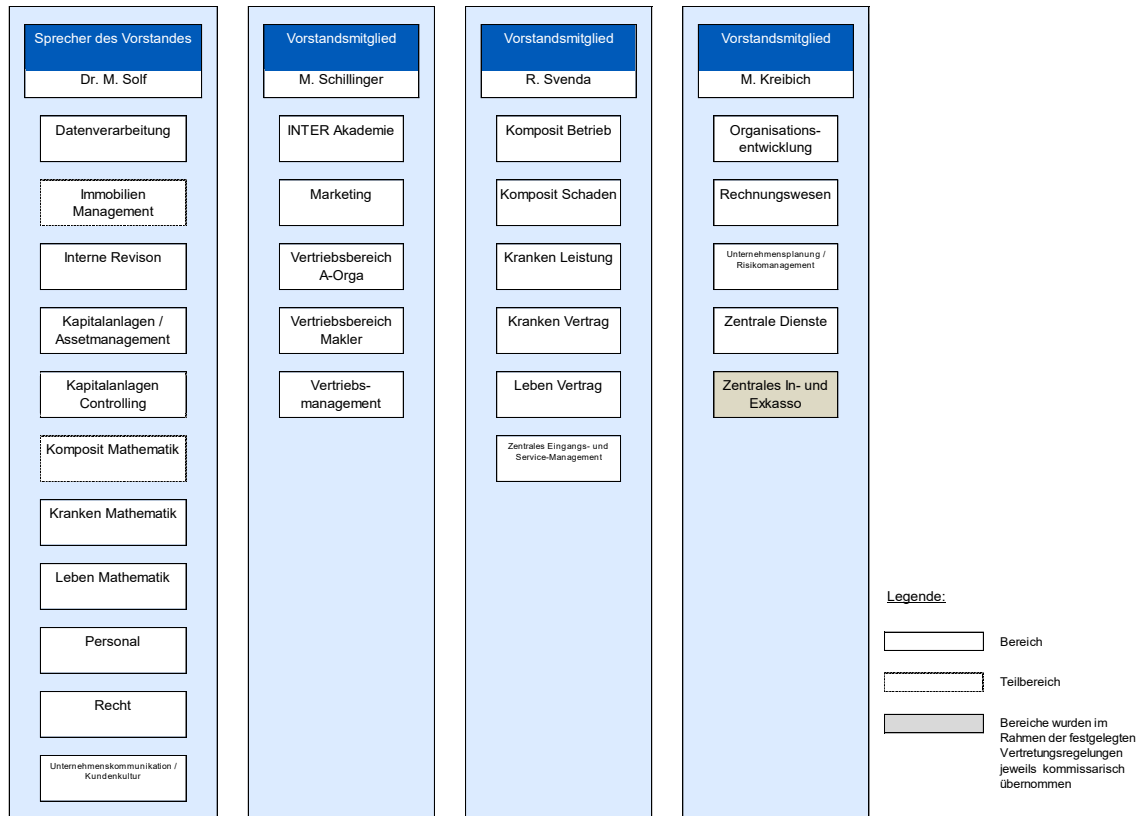 Sprecher des Vorstandes
Dr. M. Solf
Datenverarbeitung
Immobilien
Management
Interne Revison
Kapitalanlagen /
Assetmanagement
Kapitalanlagen
Controlling
Komposit Mathematik
Kranken Mathematik
Leben Mathematik
Personal
Recht
Unternehmenskommunikation /
Kundenkultur
Vorstandsmitglied
M. Schillinger
INTER Akademie
Marketing
Vertriebsbereich
A-Orga
Vertriebsbereich
Makler
Vertriebs-
management
Vorstandsmitglied
R. Svenda
Komposit Betrieb
Komposit Schaden
Kranken Leistung
Kranken Vertrag
Leben Vertrag
Zentrales Eingangs- und
Service-Management
Vorstandsmitglied
M. Kreibich
Organisations-
entwicklung
Rechnungswesen
Unternehmensplanung /
Risikomanagement
Zentrale Dienste
Zentrales In- und
Exkasso
Legende:
Bereich
Teilbereich
Bereiche wurden im
Rahmen der festgelegten
Vertretungsregelungen
jeweils kommissarisch
übernommen